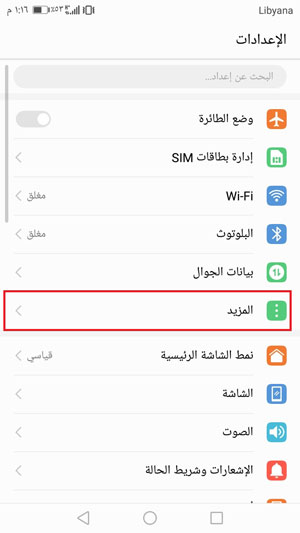 Libyana ٥٣٪ ١:١٦ م
الإعدادات
البحث عن إعداد...
وضع الطائرة
إدارة بطاقات SIM
Wi-Fi مغلق
البلوتوث مغلق
بيانات الجوال
المزيد
نمط الشاشة الرئيسية قياسي
الشاشة
الصوت
الإشعارات وشريط الحالة